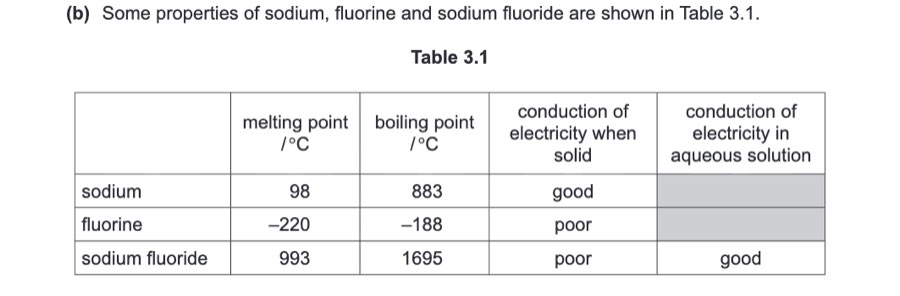 (b) Some properties of sodium, fluorine and sodium fluoride are shown in Table 3.1.
Table 3.1
melting point /°C
boiling point /°C
conduction of electricity when solid
conduction of electricity in aqueous solution
sodium 98 883 good
fluorine –220 –188 poor
sodium fluoride 993 1695 poor good